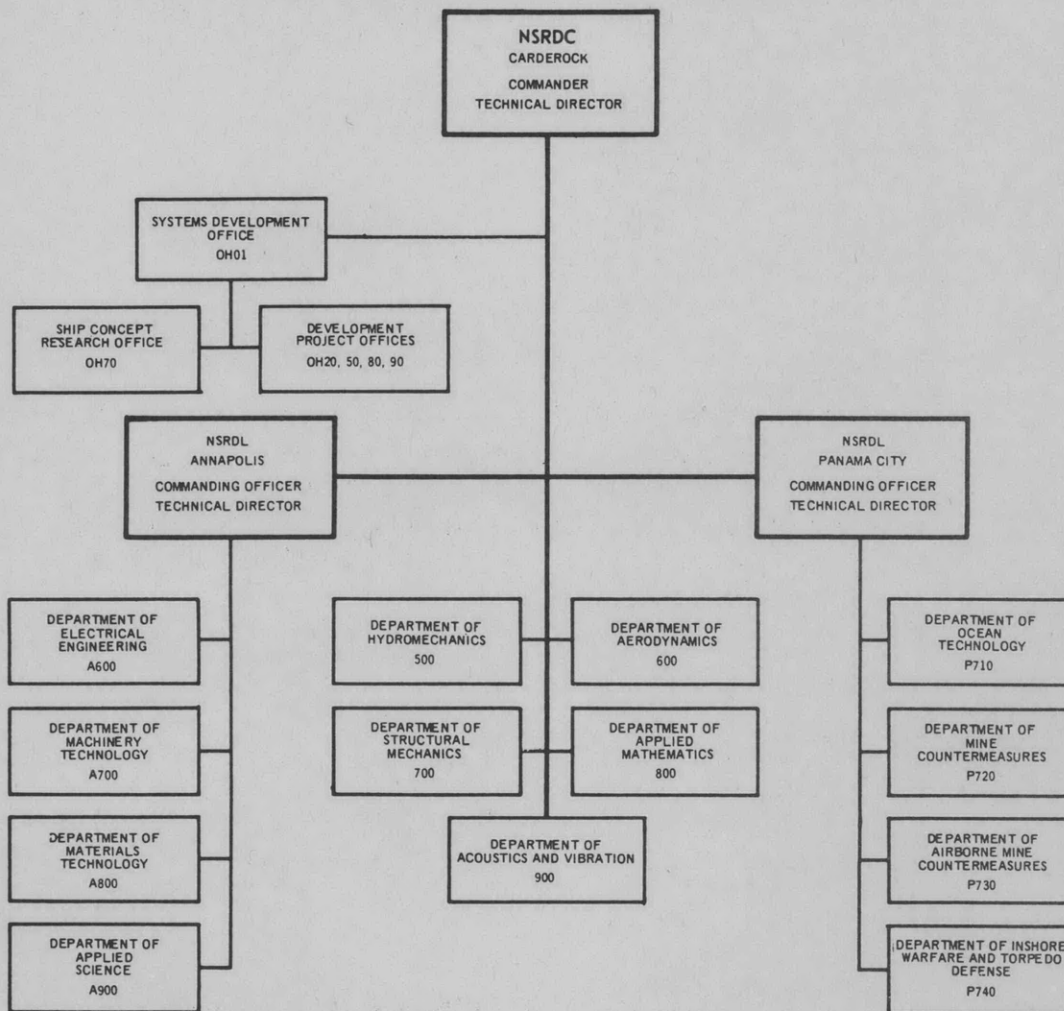 NSRDC
CARDEROCK
COMMANDER
TECHNICAL DIRECTOR
SYSTEMS DEVELOPMENT
OFFICE
OH01
SHIP CONCEPT
RESEARCH OFFICE
OH70
DEVELOPMENT
PROJECT OFFICES
OH20, 50, 80, 90
NSRDL
ANNAPOLIS
COMMANDING OFFICER
TECHNICAL DIRECTOR
NSRDL
PANAMA CITY
COMMANDING OFFICER
TECHNICAL DIRECTOR
DEPARTMENT OF
ELECTRICAL
ENGINEERING
A600
DEPARTMENT OF
HYDROMECHANICS
500
DEPARTMENT OF
AERODYNAMICS
600
DEPARTMENT OF
OCEAN
TECHNOLOGY
P710
DEPARTMENT OF
MACHINERY
TECHNOLOGY
A700
DEPARTMENT OF
STRUCTURAL
MECHANICS
700
DEPARTMENT OF
APPLIED
MATHEMATICS
800
DEPARTMENT OF
MINE
COUNTERMEASURES
P720
DEPARTMENT OF
MATERIALS
TECHNOLOGY
A800
DEPARTMENT OF
ACOUSTICS AND VIBRATION
900
DEPARTMENT OF
AIRBORNE MINE
COUNTERMEASURES
P730
DEPARTMENT OF
APPLIED
SCIENCE
A900
DEPARTMENT OF INSHORE
WARFARE AND TORPEDO
DEFENSE
P740